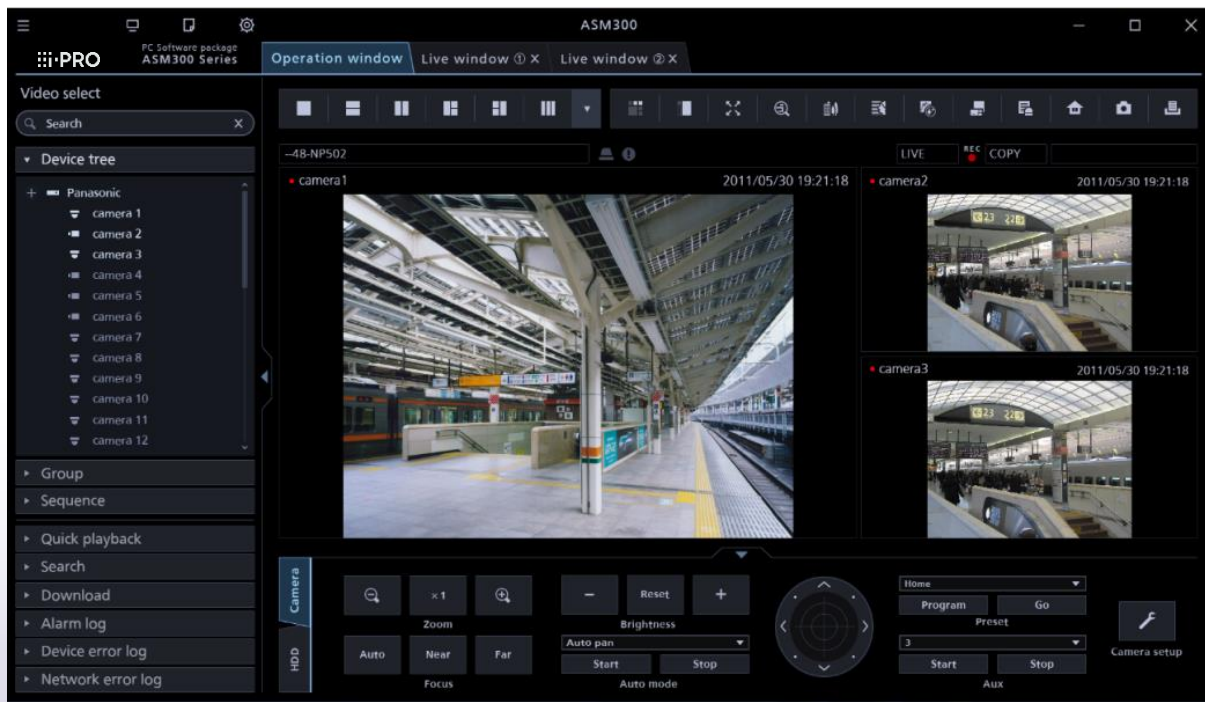 ASM300
i-PRO
PC Software package
ASM300 Series
Operation window
Live window ① X
Live window ② X
Video select
Search
X
Device tree
Panasonic
camera 1
camera 2
camera 3
camera 4
camera 5
camera 6
camera 7
camera 8
camera 9
camera 10
camera 11
camera 12
Group
Sequence
Quick playback
Search
Download
Alarm log
Device error log
Network error log
--48-NP502
LIVE
REC
COPY
camera1
2011/05/30 19:21:18
camera2
2011/05/30 19:21:18
23 22
camera3
2011/05/30 19:21:18
23 22
Camera
HDD
×1
Zoom
Auto
Near
Far
Focus
−
Reset
+
Brightness
Auto pan
Start
Stop
Auto mode
Home
Program
Go
Preset
3
Start
Stop
Aux
Camera setup